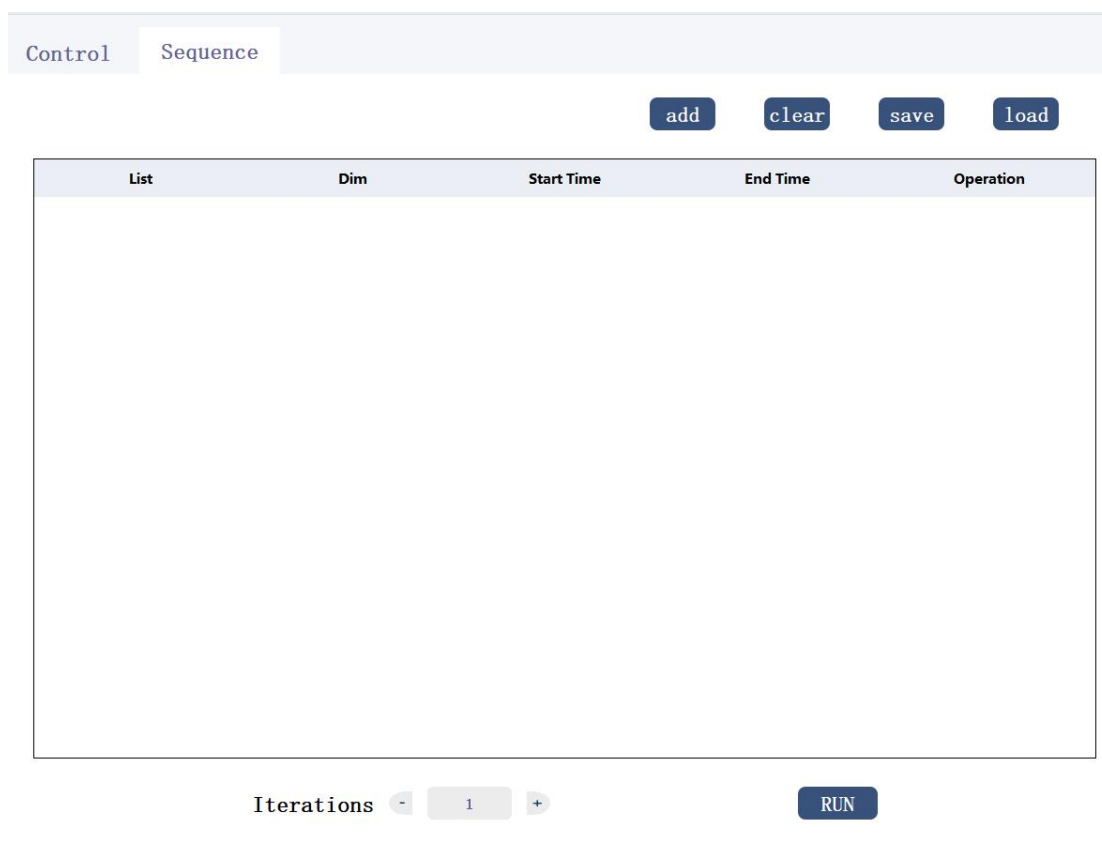 Control Sequence
add clear save load
List Dim Start Time End Time Operation
Iterations - 1 + RUN